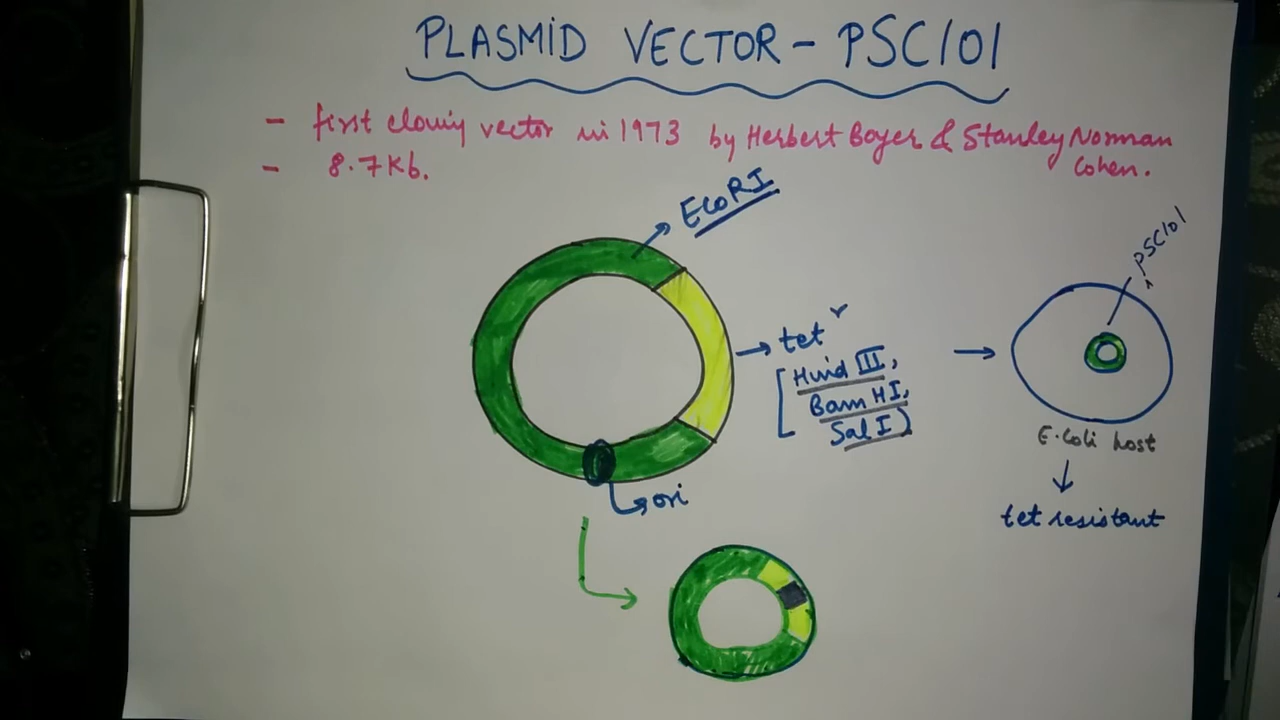 PLASMID VECTOR - PSC101
- first cloning vector in 1973 by Herbert Boyer & Stanley Norman
Cohen.
- 8.7Kb.
EcoRI
PSC101
tet r
[Hind III,
Bam HI,
Sal I)
E.Coli host
ori
tet resistant